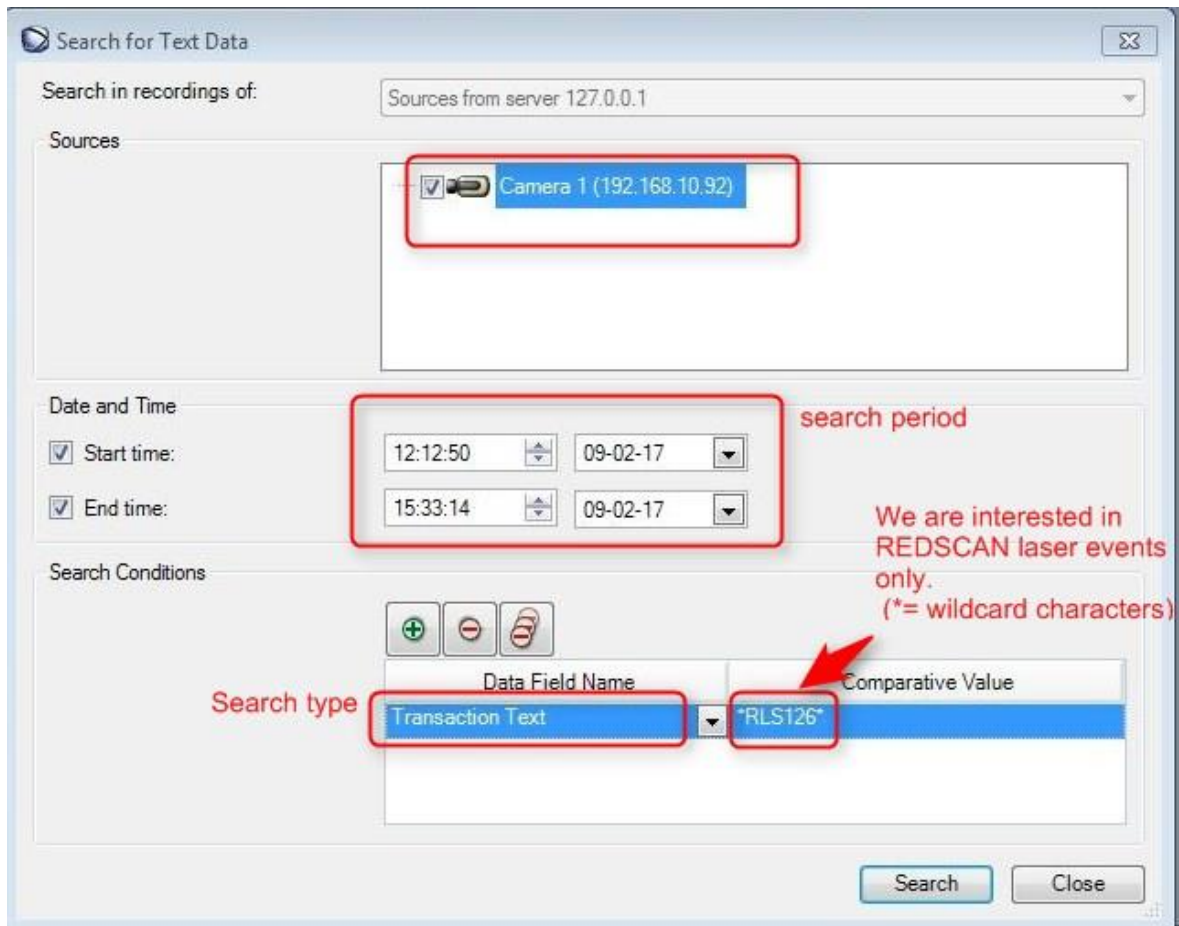 Search for Text Data
Search in recordings of:
Sources from server 127.0.0.1
Sources
Camera 1 (192.168.10.92)
Date and Time
search period
Start time:
12:12:50
09-02-17
End time:
15:33:14
09-02-17
We are interested in
REDSCAN laser events
only.
(*= wildcard characters)
Search Conditions
Data Field Name
Comparative Value
Search type
Transaction Text
*RLS126*
Search
Close